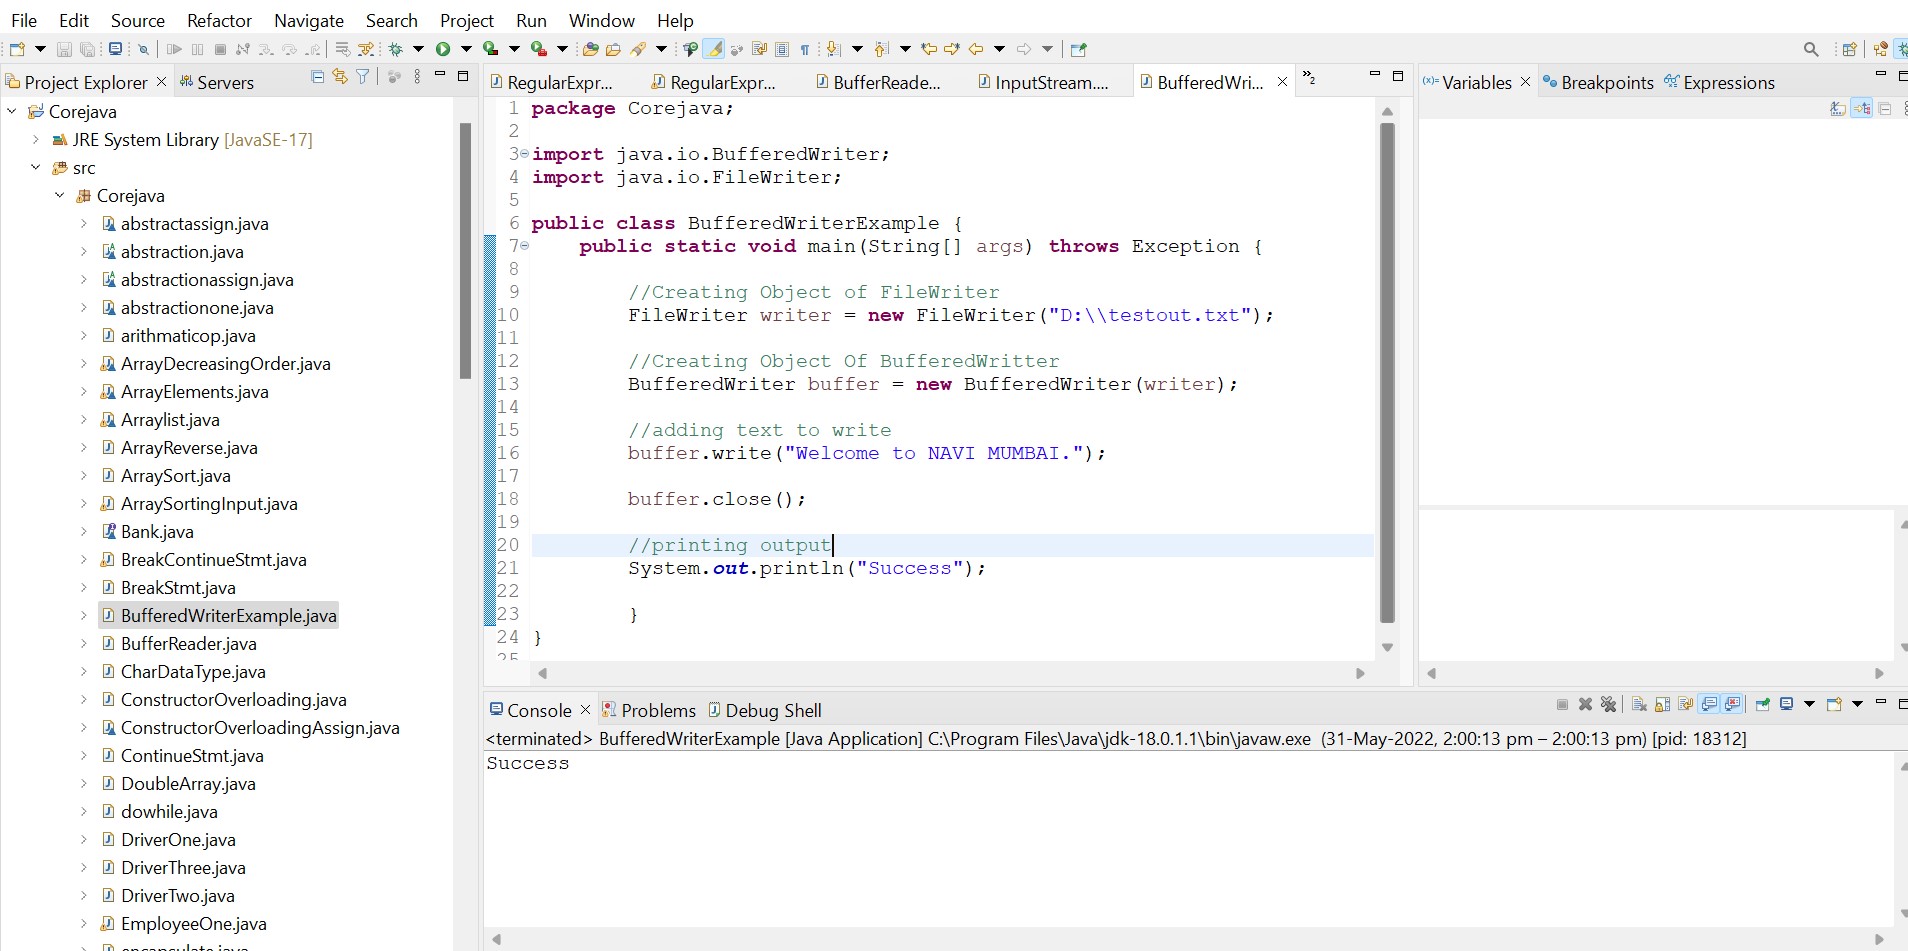 File Edit Source Refactor Navigate Search Project Run Window Help
Project Explorer Servers
Corejava
JRE System Library [JavaSE-17]
src
Corejava
abstractassign.java
abstraction.java
abstractionassign.java
abstractionone.java
arithmaticop.java
ArrayDecreasingOrder.java
ArrayElements.java
Arraylist.java
ArrayReverse.java
ArraySort.java
ArraySortingInput.java
Bank.java
BreakContinueStmt.java
BreakStmt.java
BufferedWriterExample.java
BufferReader.java
CharDataType.java
ConstructorOverloading.java
ConstructorOverloadingAssign.java
ContinueStmt.java
DoubleArray.java
dowhile.java
DriverOne.java
DriverThree.java
DriverTwo.java
EmployeeOne.java
encapsulate.java
RegularExpr... RegularExpr... BufferReade... InputStream.... BufferedWri... »2
1 package Corejava;
2
3 import java.io.BufferedWriter;
4 import java.io.FileWriter;
5
6 public class BufferedWriterExample {
7 public static void main(String[] args) throws Exception {
8
9 //Creating Object of FileWriter
10 FileWriter writer = new FileWriter("D:\\testout.txt");
11
12 //Creating Object Of BufferedWritter
13 BufferedWriter buffer = new BufferedWriter(writer);
14
15 //adding text to write
16 buffer.write("Welcome to NAVI MUMBAI.");
17
18 buffer.close();
19
20 //printing output
21 System.out.println("Success");
22
23 }
24 }
25
(x)= Variables Breakpoints Expressions
Console Problems Debug Shell
<terminated> BufferedWriterExample [Java Application] C:\Program Files\Java\jdk-18.0.1.1\bin\javaw.exe (31-May-2022, 2:00:13 pm – 2:00:13 pm) [pid: 18312]
Success